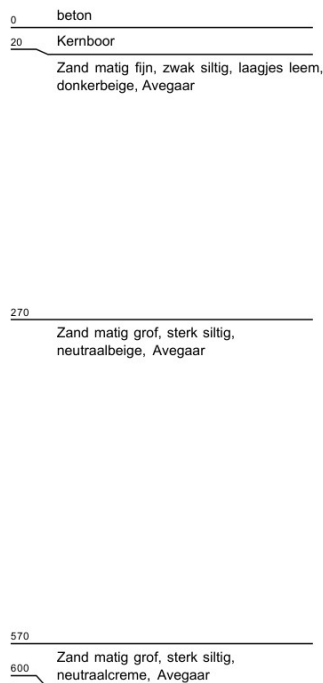 beton
0
Kernboor
20
Zand matig fijn, zwak siltig, laagjes leem,
donkerbeige, Avegaar
270
Zand matig grof, sterk siltig,
neutraalbeige, Avegaar
570
Zand matig grof, sterk siltig,
neutraalcreme, Avegaar
600